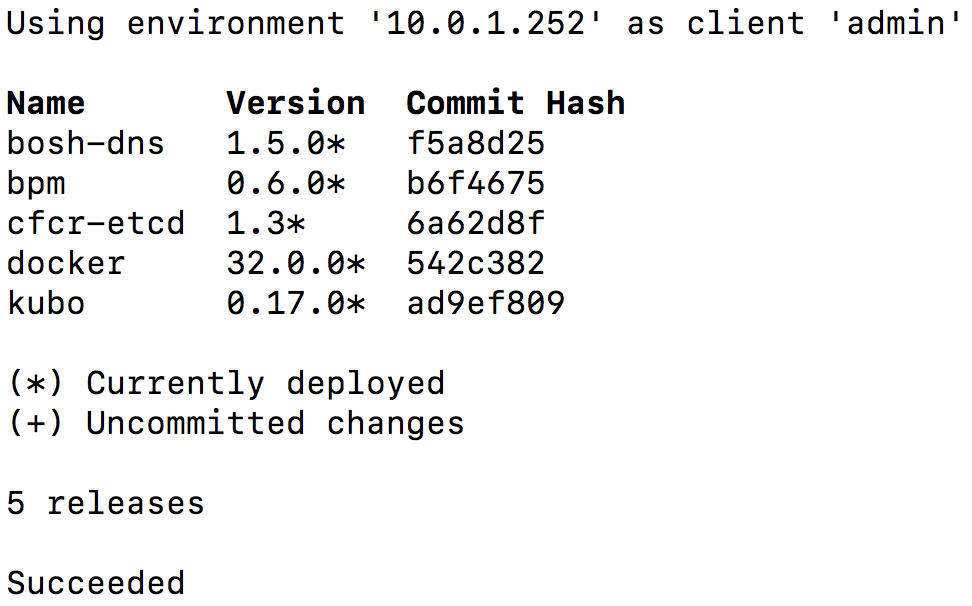 Using environment '10.0.1.252' as client 'admin'
Name Version Commit Hash
bosh-dns 1.5.0* f5a8d25
bpm 0.6.0* b6f4675
cfcr-etcd 1.3* 6a62d8f
docker 32.0.0* 542c382
kubo 0.17.0* ad9ef809
(*) Currently deployed
(+) Uncommitted changes
5 releases
Succeeded